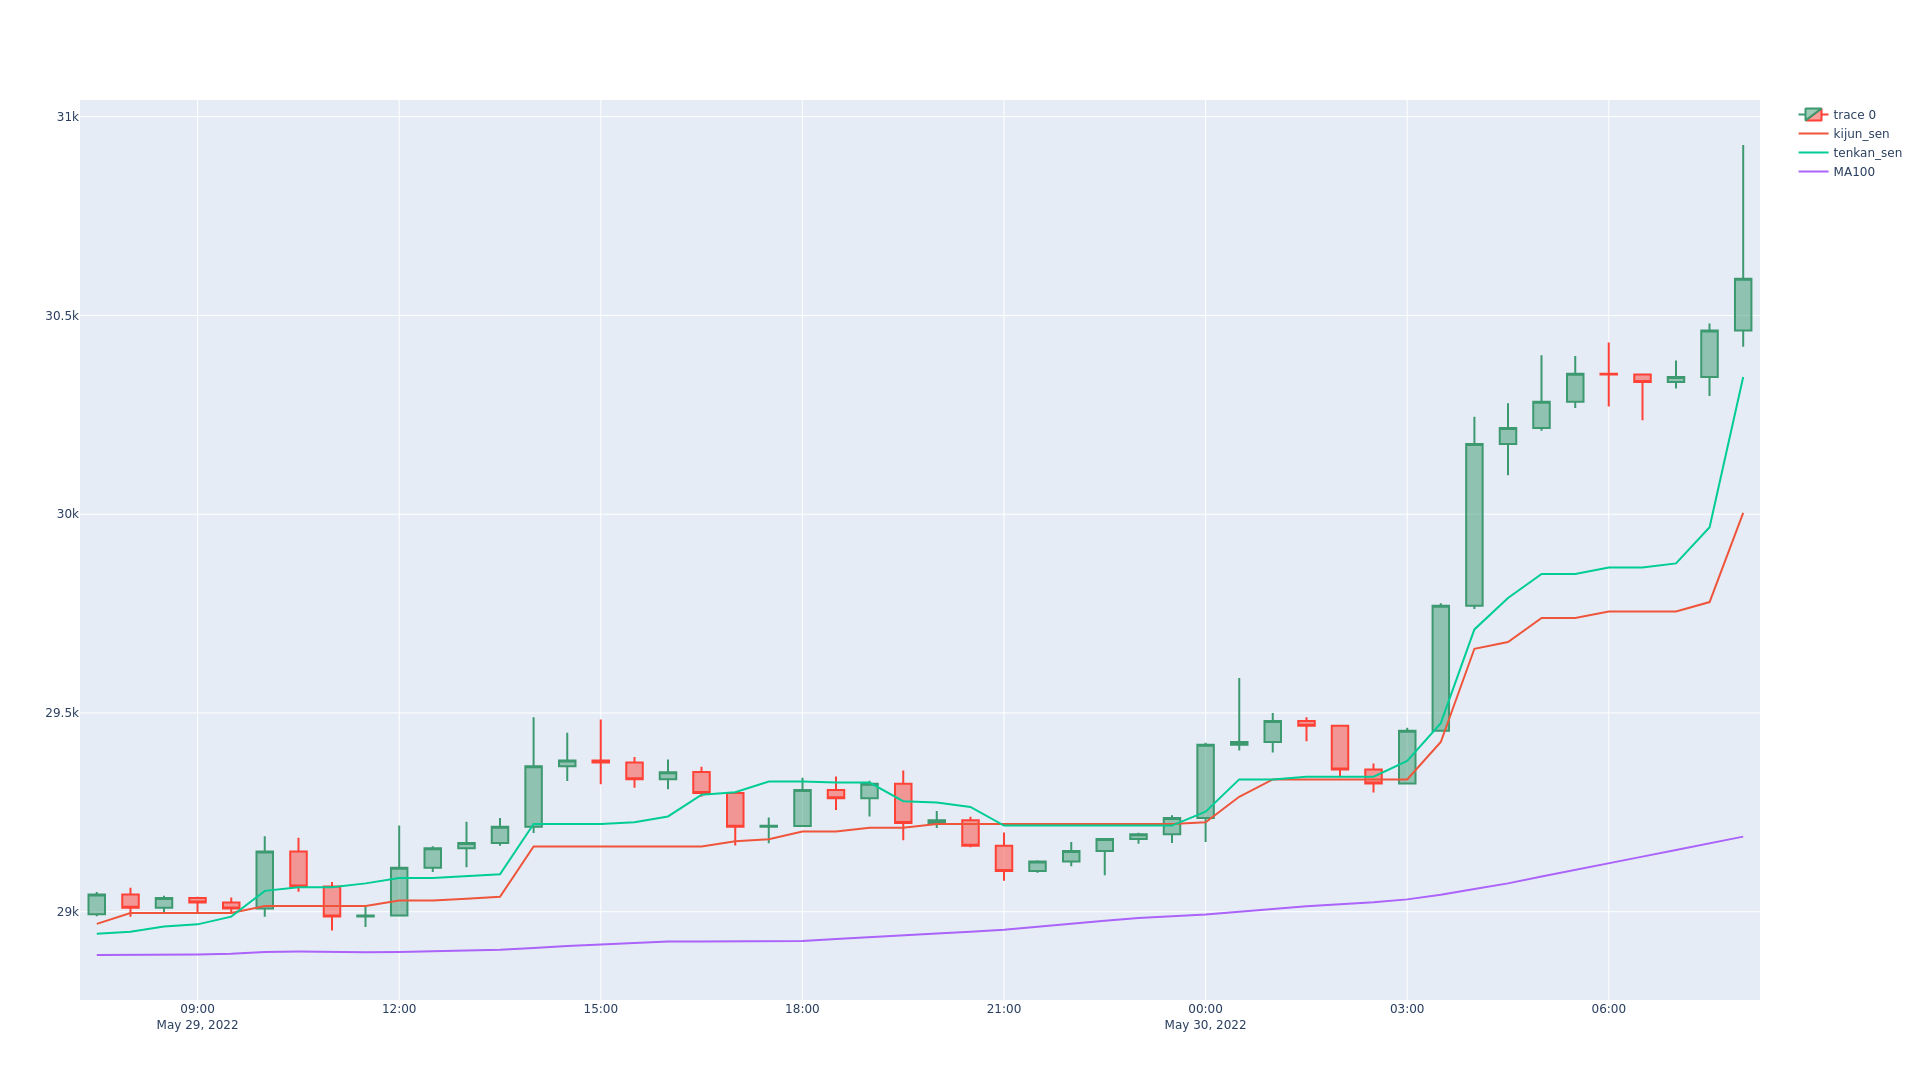 31k
30.5k
30k
29.5k
29k
09:00
May 29, 2022
12:00
15:00
18:00
21:00
00:00
May 30, 2022
03:00
06:00
trace 0
kijun_sen
tenkan_sen
MA100